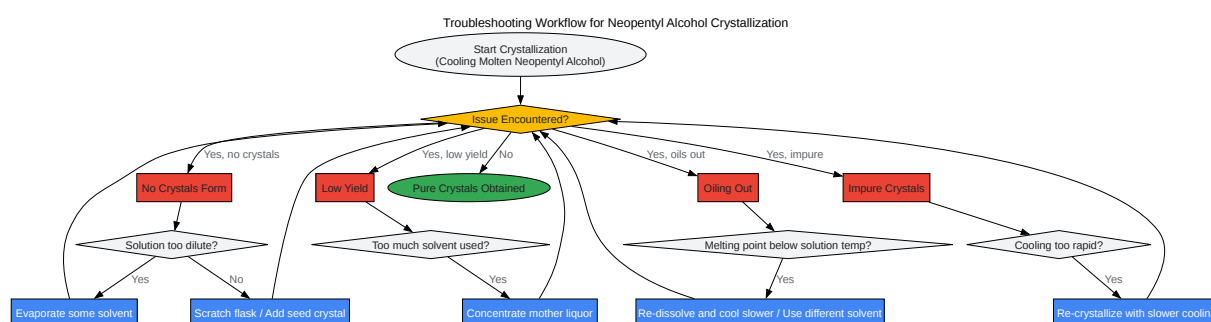 Troubleshooting Workflow for Neopentyl Alcohol Crystallization
Start Crystallization
(Cooling Molten Neopentyl Alcohol)
Issue Encountered?
Yes, no crystals
Yes, low yield
No
Yes, oils out
Yes, impure
No Crystals Form
Low Yield
Pure Crystals Obtained
Oiling Out
Impure Crystals
Solution too dilute?
Too much solvent used?
Melting point below solution temp?
Cooling too rapid?
Yes
No
Yes
Yes
Yes
Evaporate some solvent
Scratch flask / Add seed crystal
Concentrate mother liquor
Re-dissolve and cool slower / Use different solvent
Re-crystallize with slower